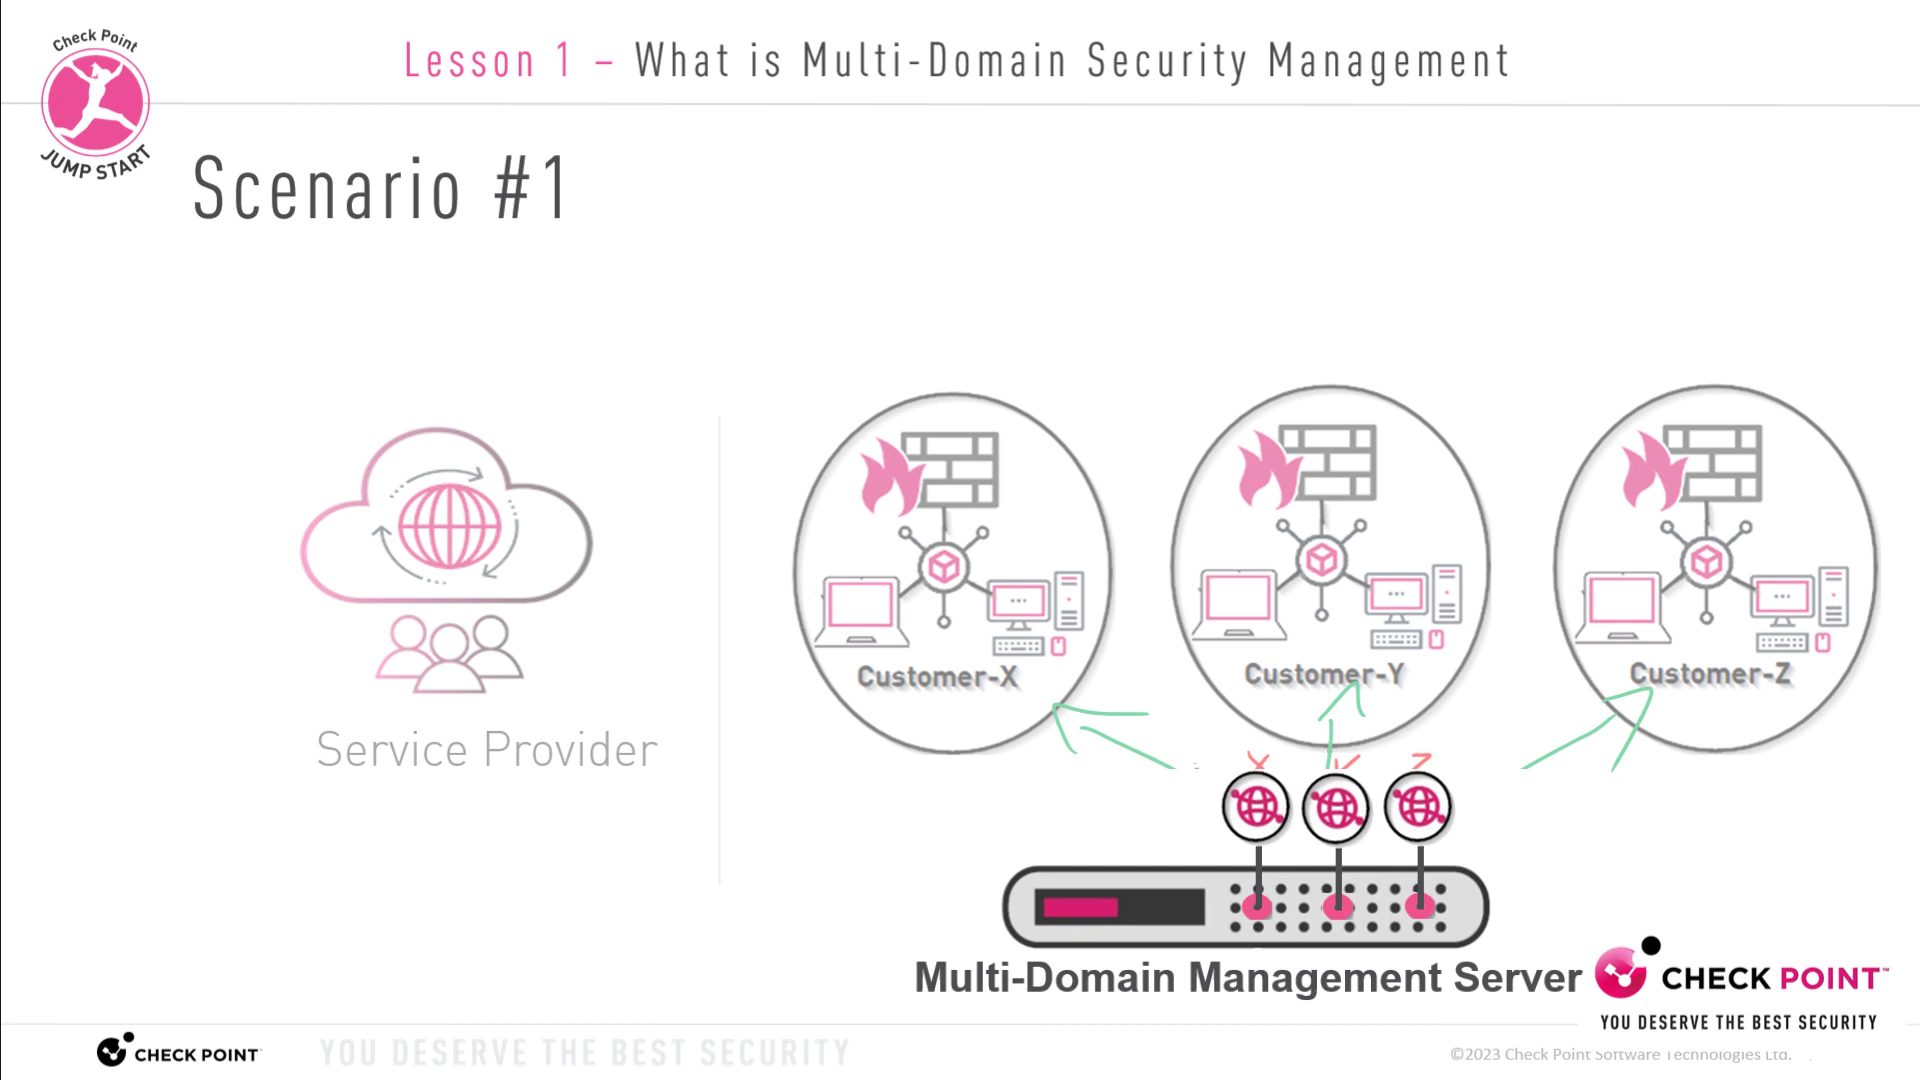 Check Point
JUMP START
Lesson 1 – What is Multi-Domain Security Management
Scenario #1
Service Provider
Customer-X
Customer-Y
Customer-Z
X Y Z
Multi-Domain Management Server
CHECK POINT™
YOU DESERVE THE BEST SECURITY
CHECK POINT
YOU DESERVE THE BEST SECURITY
©2023 Check Point Software Technologies Ltd.